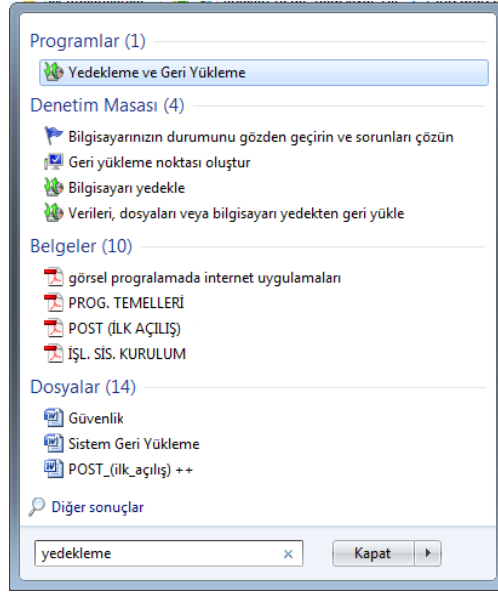 Programlar (1)
Yedekleme ve Geri Yükleme
Denetim Masası (4)
Bilgisayarınızın durumunu gözden geçirin ve sorunları çözün
Geri yükleme noktası oluştur
Bilgisayarı yedekle
Verileri, dosyaları veya bilgisayarı yedekten geri yükle
Belgeler (10)
görsel programada internet uygulamaları
PROG. TEMELLERİ
POST (İLK AÇILIŞ)
İŞL. SİS. KURULUM
Dosyalar (14)
Güvenlik
Sistem Geri Yükleme
POST_(ilk_açılış) ++
Diğer sonuçlar
yedekleme
Kapat